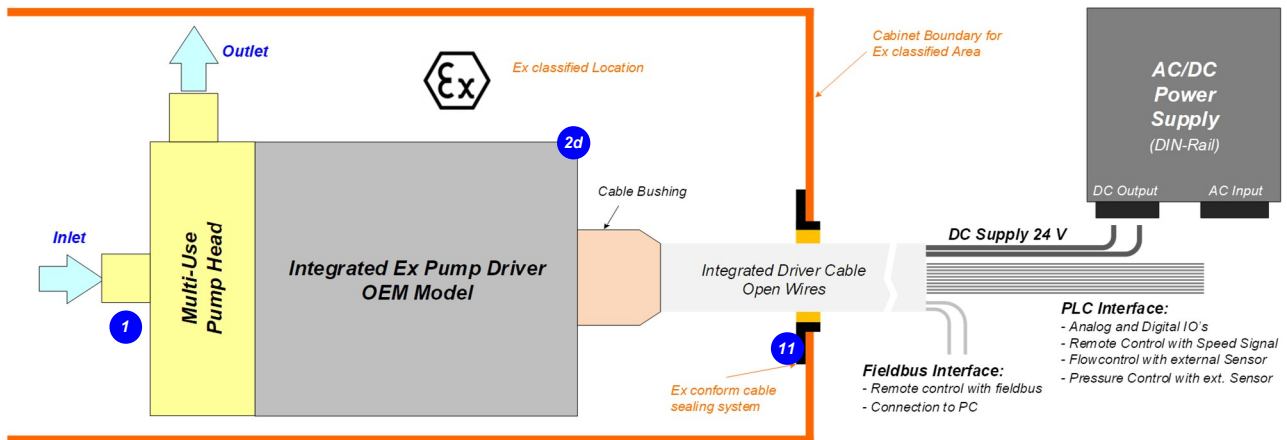 Outlet
Inlet
1
Multi-Use
Pump Head
Ex
Ex classified Location
2d
Integrated Ex Pump Driver
OEM Model
Cable Bushing
Cabinet Boundary for
Ex classified Area
Integrated Driver Cable
Open Wires
11
Ex conform cable
sealing system
AC/DC
Power
Supply
(DIN-Rail)
DC Output
AC Input
DC Supply 24 V
PLC Interface:
- Analog and Digital IO's
- Remote Control with Speed Signal
- Flowcontrol with external Sensor
- Pressure Control with ext. Sensor
Fieldbus Interface:
- Remote control with fieldbus
- Connection to PC